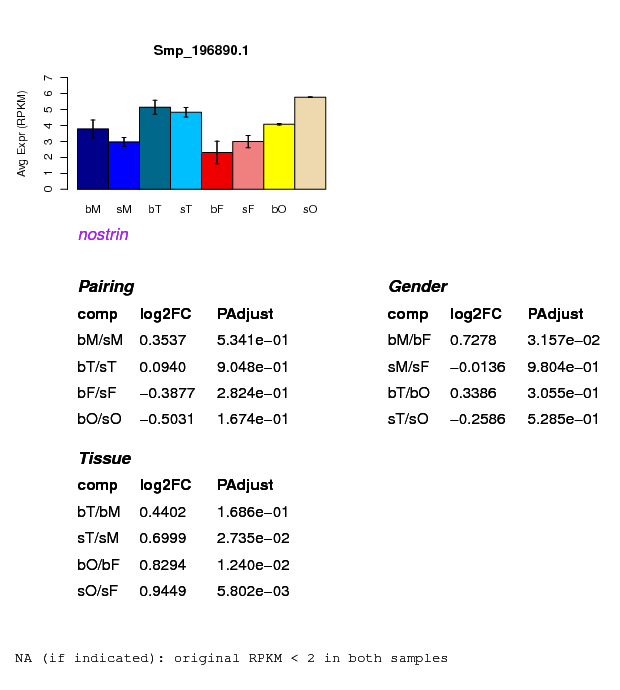 Smp_196890.1
Avg Expr (RPKM)
0 1 2 3 4 5 6 7
bM sM bT sT bF sF bO sO
nostrin
Pairing
comp log2FC PAdjust
bM/sM 0.3537 5.341e−01
bT/sT 0.0940 9.048e−01
bF/sF −0.3877 2.824e−01
bO/sO −0.5031 1.674e−01
Gender
comp log2FC PAdjust
bM/bF 0.7278 3.157e−02
sM/sF −0.0136 9.804e−01
bT/bO 0.3386 3.055e−01
sT/sO −0.2586 5.285e−01
Tissue
comp log2FC PAdjust
bT/bM 0.4402 1.686e−01
sT/sM 0.6999 2.735e−02
bO/bF 0.8294 1.240e−02
sO/sF 0.9449 5.802e−03
NA (if indicated): original RPKM < 2 in both samples